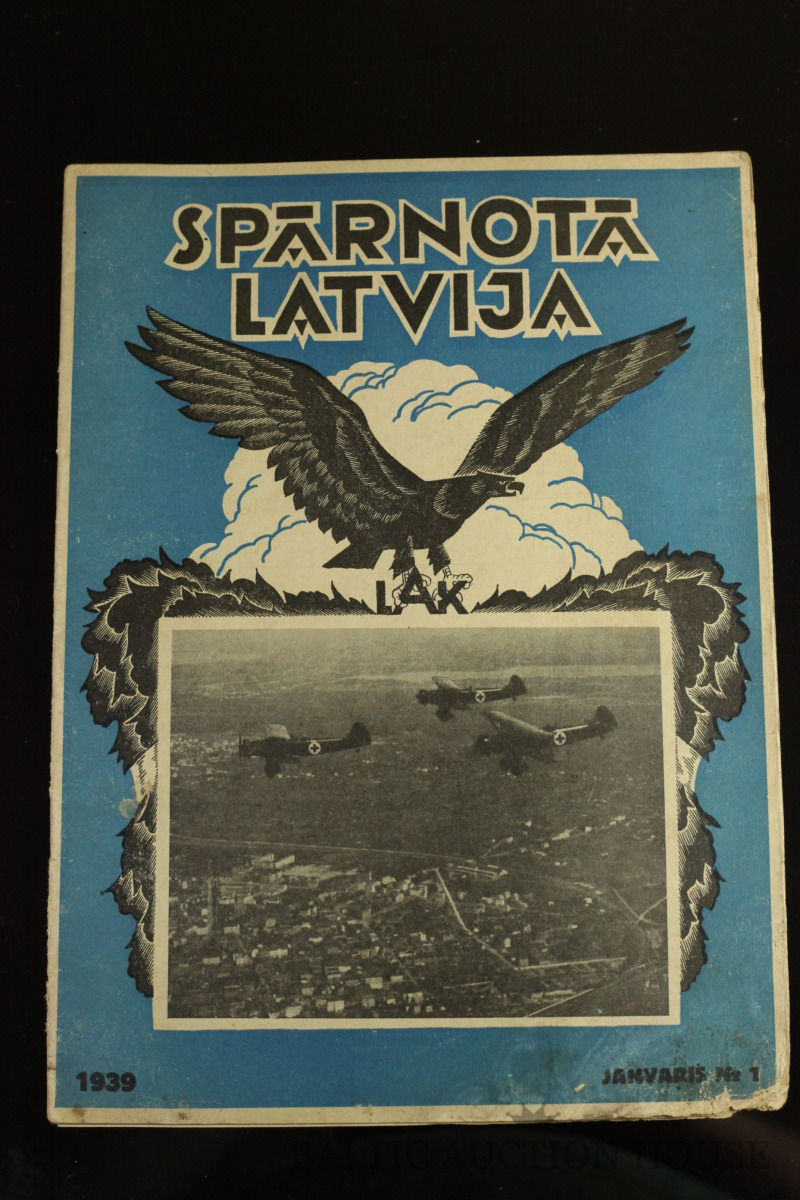 SPĀRNOTĀ
LATVIJA
LAK
1939
JANVARIS № 1
BALTIC AUCTION HOUSE